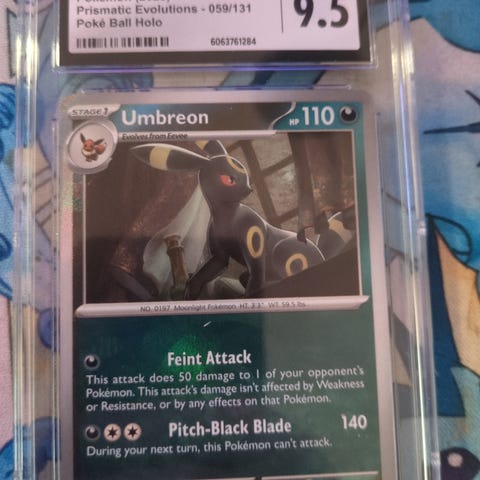 Prismatic Evolutions - 059/131
Poké Ball Holo
9.5
6063761284
STAGE 1
Umbreon
HP 110
Evolves from Eevee
NO. 0197 Moonlight Pokémon HT. 3'3" WT. 59.5 lbs
Feint Attack
This attack does 50 damage to 1 of your opponent's
Pokémon. This attack's damage isn't affected by Weakness
or Resistance, or by any effects on that Pokémon.
Pitch-Black Blade 140
During your next turn, this Pokémon can't attack.